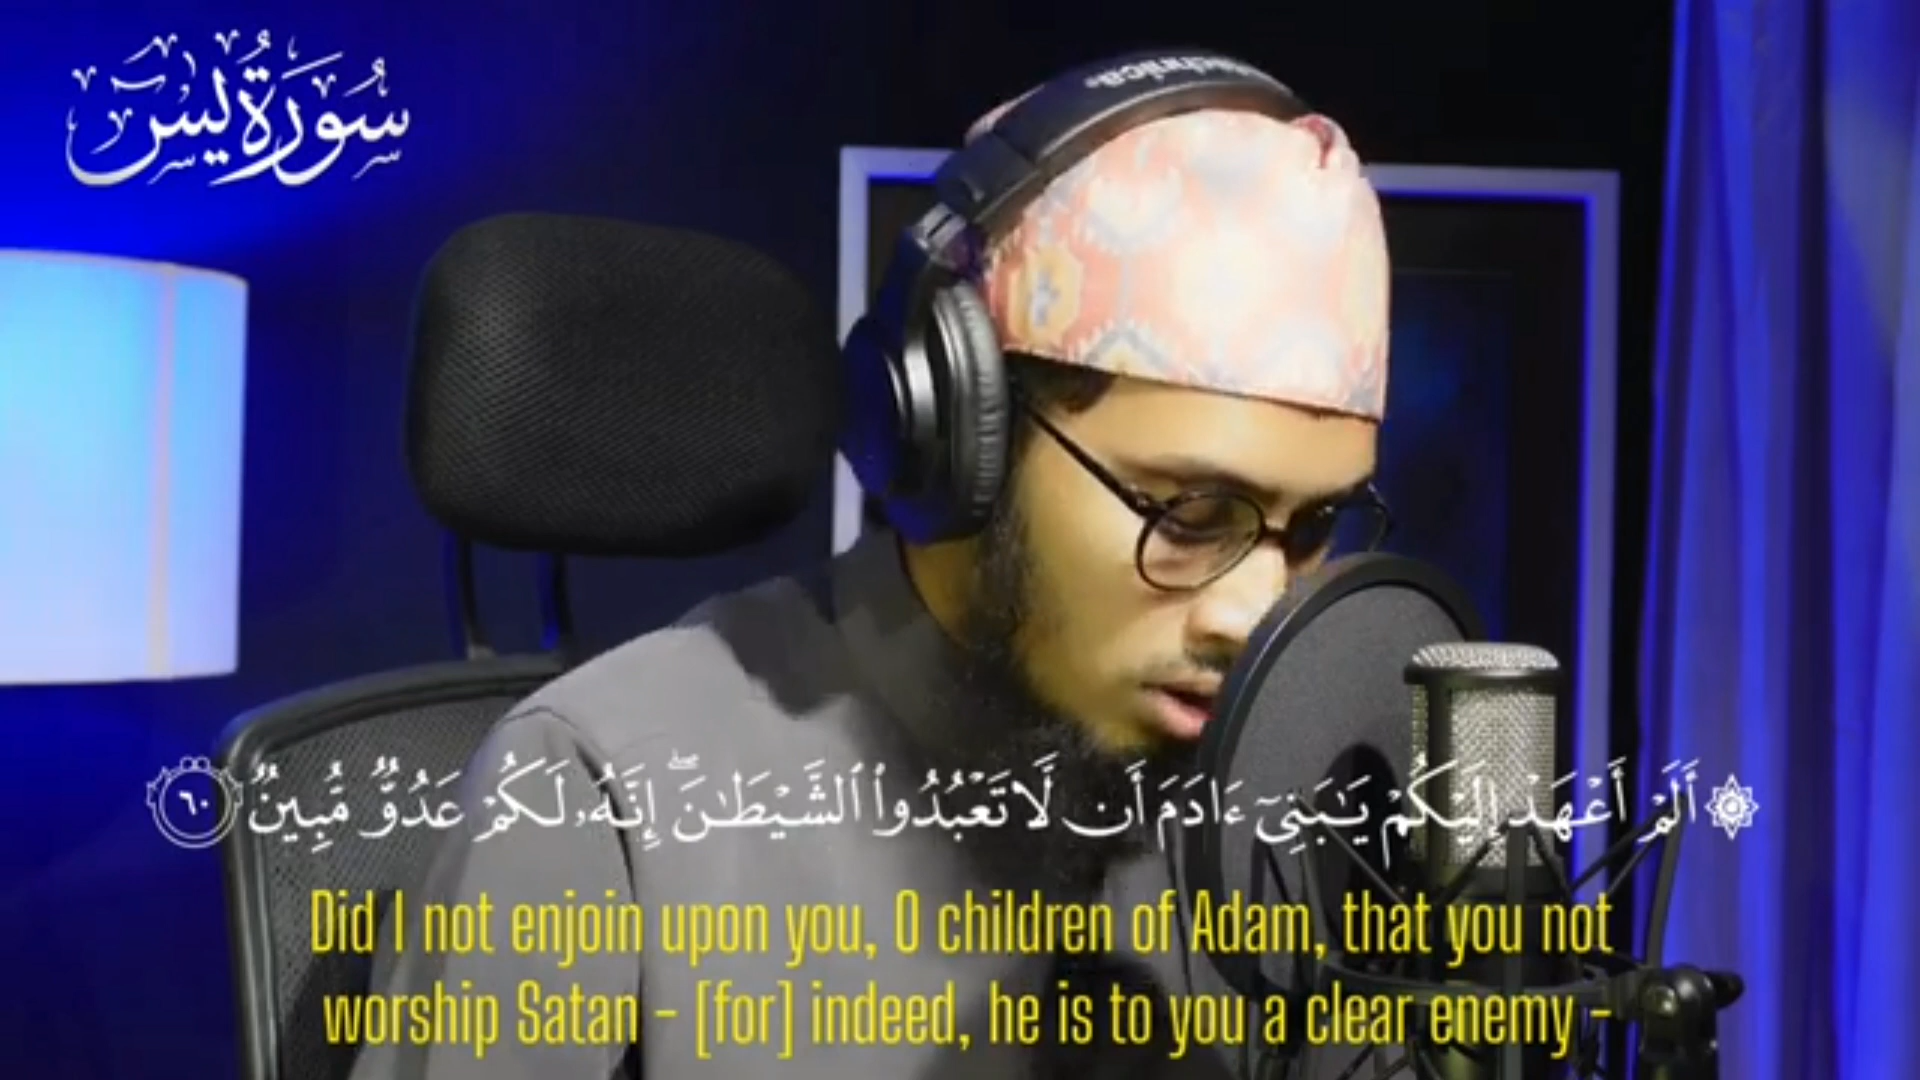 سُورَةُ يسٓ
technica
۞ أَلَمْ أَعْهَدْ إِلَيْكُمْ يَـٰبَنِىٓ ءَادَمَ أَن لَّا تَعْبُدُوا۟ ٱلشَّيْطَـٰنَ ۖ إِنَّهُۥ لَكُمْ عَدُوٌّ مُّبِينٌ ٦٠
Did I not enjoin upon you, O children of Adam, that you not
worship Satan - [for] indeed, he is to you a clear enemy -